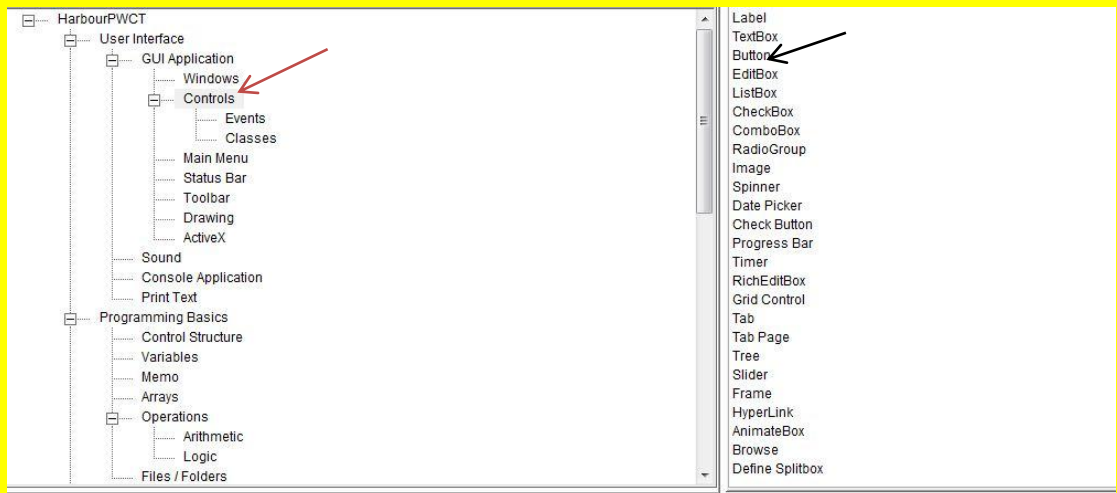 HarbourPWCT
User Interface
GUI Application
Windows
Controls
Events
Classes
Main Menu
Status Bar
Toolbar
Drawing
ActiveX
Sound
Console Application
Print Text
Programming Basics
Control Structure
Variables
Memo
Arrays
Operations
Arithmetic
Logic
Files / Folders
Label
TextBox
Button
EditBox
ListBox
CheckBox
ComboBox
RadioGroup
Image
Spinner
Date Picker
Check Button
Progress Bar
Timer
RichEditBox
Grid Control
Tab
Tab Page
Tree
Slider
Frame
HyperLink
AnimateBox
Browse
Define Splitbox